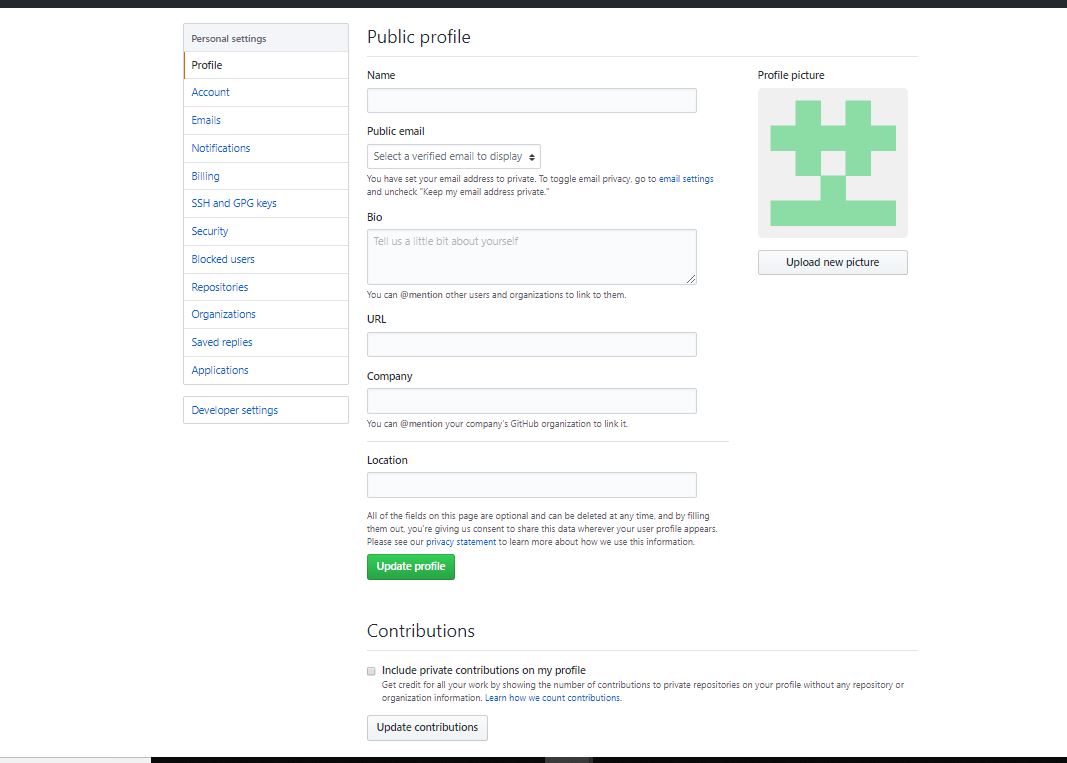 Personal settings
Profile
Account
Emails
Notifications
Billing
SSH and GPG keys
Security
Blocked users
Repositories
Organizations
Saved replies
Applications
Developer settings
Public profile
Name
Public email
Select a verified email to display
You have set your email address to private. To toggle email privacy, go to email settings
and uncheck "Keep my email address private."
Bio
Tell us a little bit about yourself
You can @mention other users and organizations to link to them.
URL
Company
You can @mention your company's GitHub organization to link it.
Location
All of the fields on this page are optional and can be deleted at any time, and by filling
them out, you're giving us consent to share this data wherever your user profile appears.
Please see our privacy statement to learn more about how we use this information.
Update profile
Profile picture
Upload new picture
Contributions
Include private contributions on my profile
Get credit for all your work by showing the number of contributions to private repositories on your profile without any repository or
organization information. Learn how we count contributions.
Update contributions